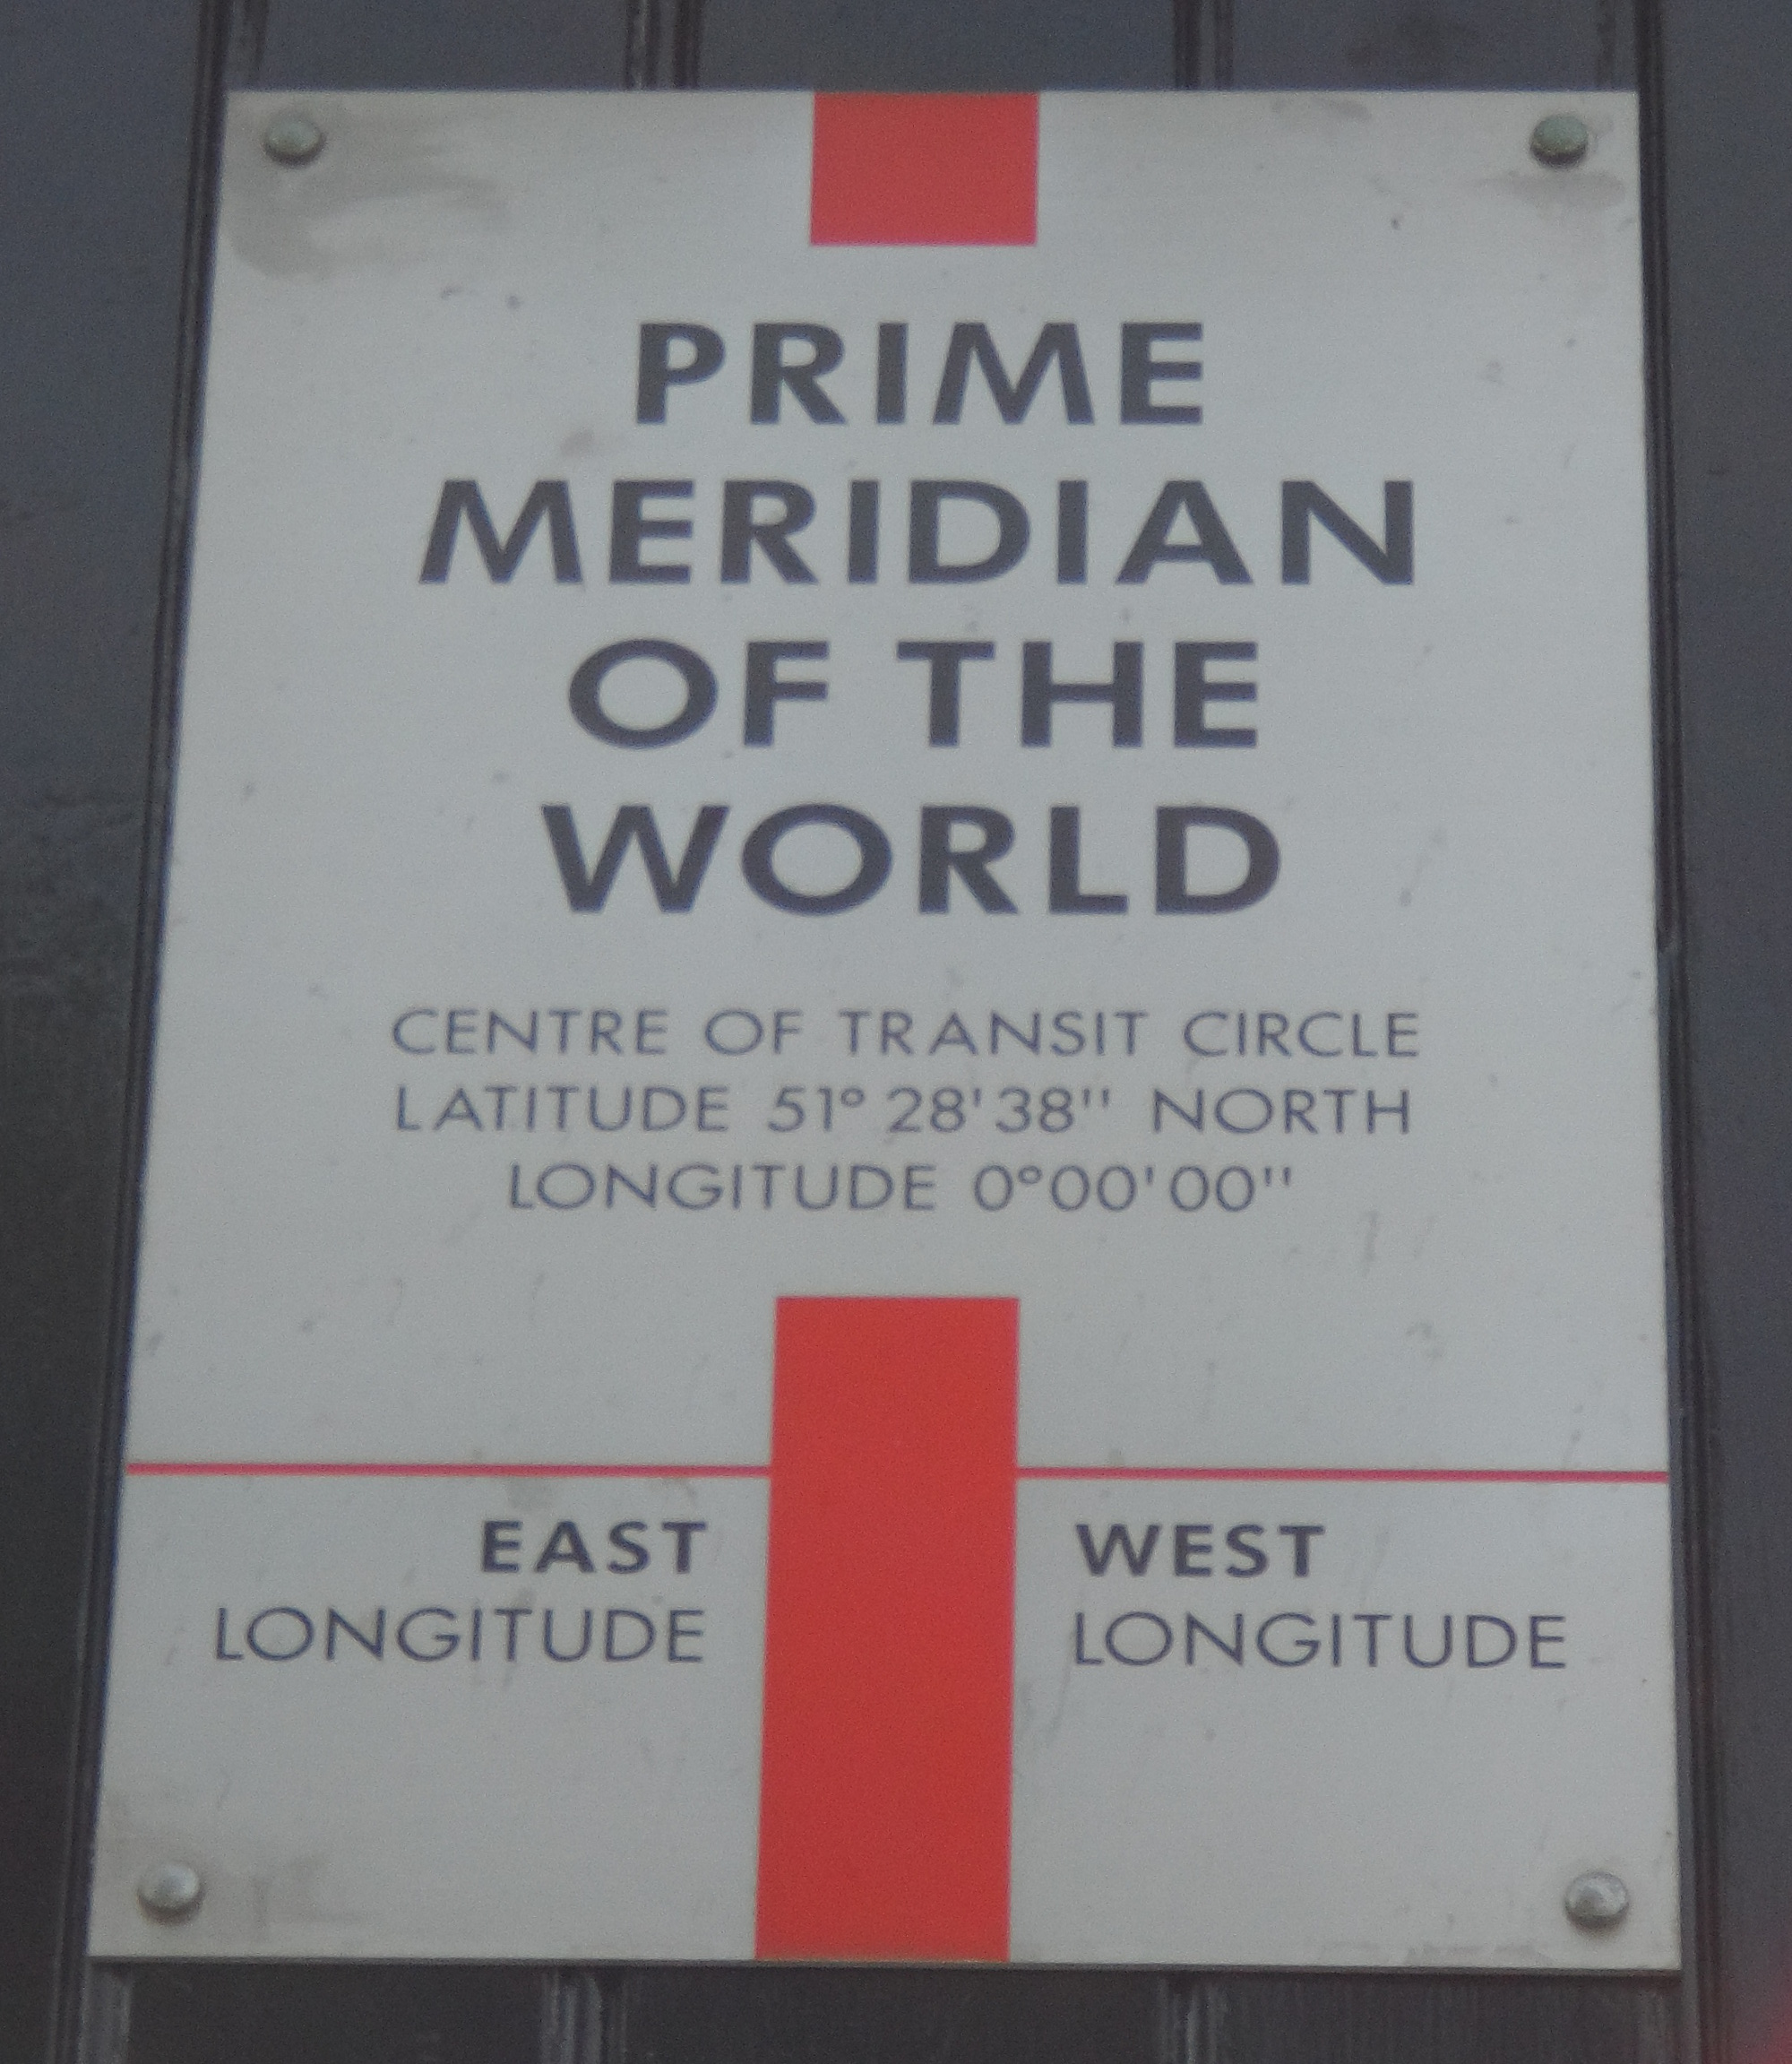 PRIME
MERIDIAN
OF THE
WORLD
CENTRE OF TRANSIT CIRCLE
LATITUDE 51° 28' 38'' NORTH
LONGITUDE 0°00'00''
EAST
LONGITUDE
WEST
LONGITUDE